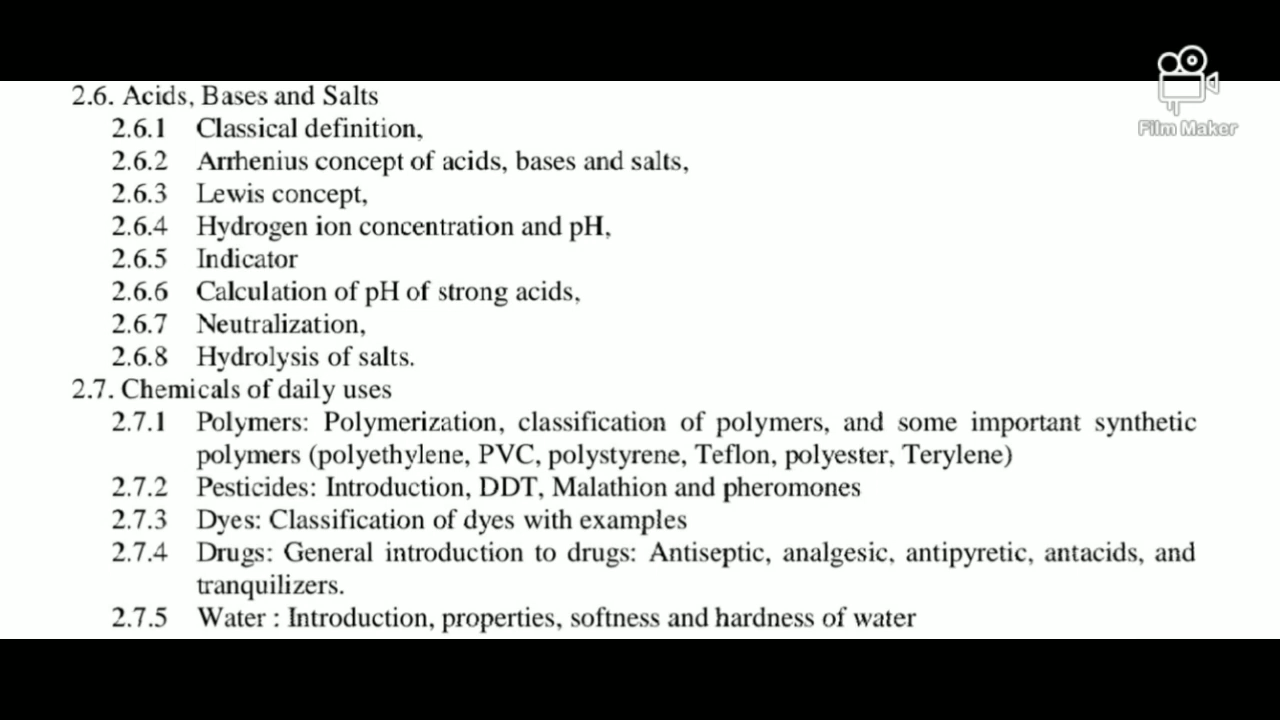 Film Maker
2.6. Acids, Bases and Salts
2.6.1 Classical definition,
2.6.2 Arrhenius concept of acids, bases and salts,
2.6.3 Lewis concept,
2.6.4 Hydrogen ion concentration and pH,
2.6.5 Indicator
2.6.6 Calculation of pH of strong acids,
2.6.7 Neutralization,
2.6.8 Hydrolysis of salts.
2.7. Chemicals of daily uses
2.7.1 Polymers: Polymerization, classification of polymers, and some important synthetic
polymers (polyethylene, PVC, polystyrene, Teflon, polyester, Terylene)
2.7.2 Pesticides: Introduction, DDT, Malathion and pheromones
2.7.3 Dyes: Classification of dyes with examples
2.7.4 Drugs: General introduction to drugs: Antiseptic, analgesic, antipyretic, antacids, and
tranquilizers.
2.7.5 Water : Introduction, properties, softness and hardness of water